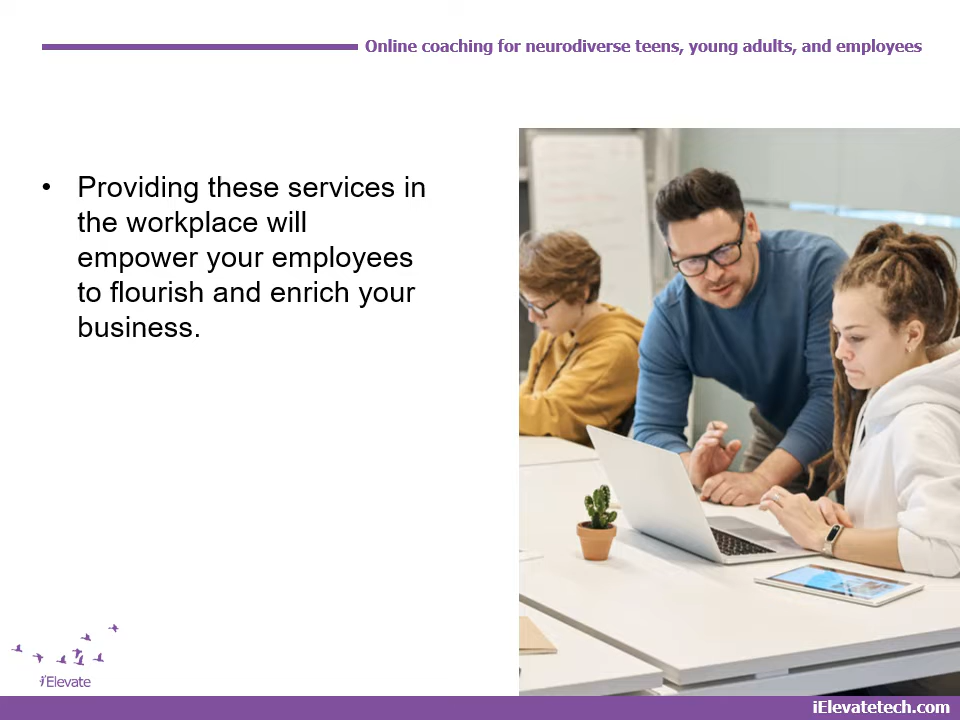 Online coaching for neurodiverse teens, young adults, and employees
• Providing these services in
the workplace will
empower your employees
to flourish and enrich your
business.
iElevate
iElevatetech.com